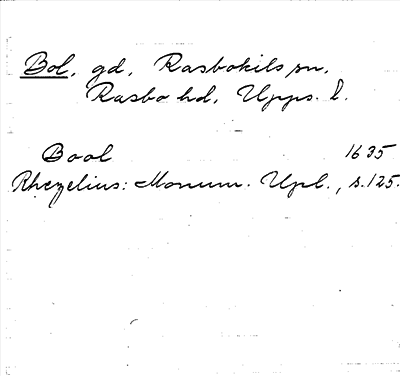 Bol, gd, Rasbokils sn,
Rasbo hd, Upps. l.
Bool 1635
Rhezelius: Monum. Upl., s. 125.